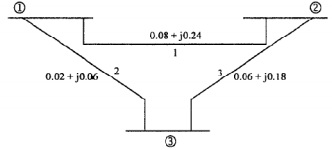 ① ②
0.08 + j0.24
1
0.02 + j0.06 2 3 0.06 + j0.18
③